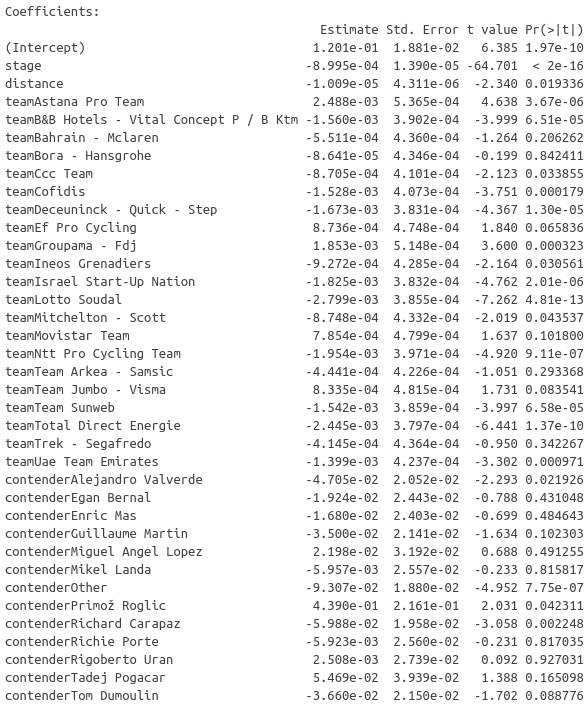 Coefficients:
Estimate Std. Error t value Pr(>|t|)
(Intercept) 1.201e-01 1.881e-02 6.385 1.97e-10
stage -8.995e-04 1.390e-05 -64.701 < 2e-16
distance -1.009e-05 4.311e-06 -2.340 0.019336
teamAstana Pro Team 2.488e-03 5.365e-04 4.638 3.67e-06
teamB&B Hotels - Vital Concept P / B Ktm -1.560e-03 3.902e-04 -3.999 6.51e-05
teamBahrain - Mclaren -5.511e-04 4.360e-04 -1.264 0.206262
teamBora - Hansgrohe -8.641e-05 4.346e-04 -0.199 0.842411
teamCcc Team -8.705e-04 4.101e-04 -2.123 0.033855
teamCofidis -1.528e-03 4.073e-04 -3.751 0.000179
teamDeceuninck - Quick - Step -1.673e-03 3.831e-04 -4.367 1.30e-05
teamEf Pro Cycling 8.736e-04 4.748e-04 1.840 0.065836
teamGroupama - Fdj 1.853e-03 5.148e-04 3.600 0.000323
teamIneos Grenadiers -9.272e-04 4.285e-04 -2.164 0.030561
teamIsrael Start-Up Nation -1.825e-03 3.832e-04 -4.762 2.01e-06
teamLotto Soudal -2.799e-03 3.855e-04 -7.262 4.81e-13
teamMitchelton - Scott -8.748e-04 4.332e-04 -2.019 0.043537
teamMovistar Team 7.854e-04 4.799e-04 1.637 0.101800
teamNtt Pro Cycling Team -1.954e-03 3.971e-04 -4.920 9.11e-07
teamTeam Arkea - Samsic -4.441e-04 4.226e-04 -1.051 0.293368
teamTeam Jumbo - Visma 8.335e-04 4.815e-04 1.731 0.083541
teamTeam Sunweb -1.542e-03 3.859e-04 -3.997 6.58e-05
teamTotal Direct Energie -2.445e-03 3.797e-04 -6.441 1.37e-10
teamTrek - Segafredo -4.145e-04 4.364e-04 -0.950 0.342267
teamUae Team Emirates -1.399e-03 4.237e-04 -3.302 0.000971
contenderAlejandro Valverde -4.705e-02 2.052e-02 -2.293 0.021926
contenderEgan Bernal -1.924e-02 2.443e-02 -0.788 0.431048
contenderEnric Mas -1.680e-02 2.403e-02 -0.699 0.484643
contenderGuillaume Martin -3.500e-02 2.141e-02 -1.634 0.102303
contenderMiguel Angel Lopez 2.198e-02 3.192e-02 0.688 0.491255
contenderMikel Landa -5.957e-03 2.557e-02 -0.233 0.815817
contenderOther -9.307e-02 1.880e-02 -4.952 7.75e-07
contenderPrimož Roglic 4.390e-01 2.161e-01 2.031 0.042311
contenderRichard Carapaz -5.988e-02 1.958e-02 -3.058 0.002248
contenderRichie Porte -5.923e-03 2.560e-02 -0.231 0.817035
contenderRigoberto Uran 2.508e-03 2.739e-02 0.092 0.927031
contenderTadej Pogacar 5.469e-02 3.939e-02 1.388 0.165098
contenderTom Dumoulin -3.660e-02 2.150e-02 -1.702 0.088776